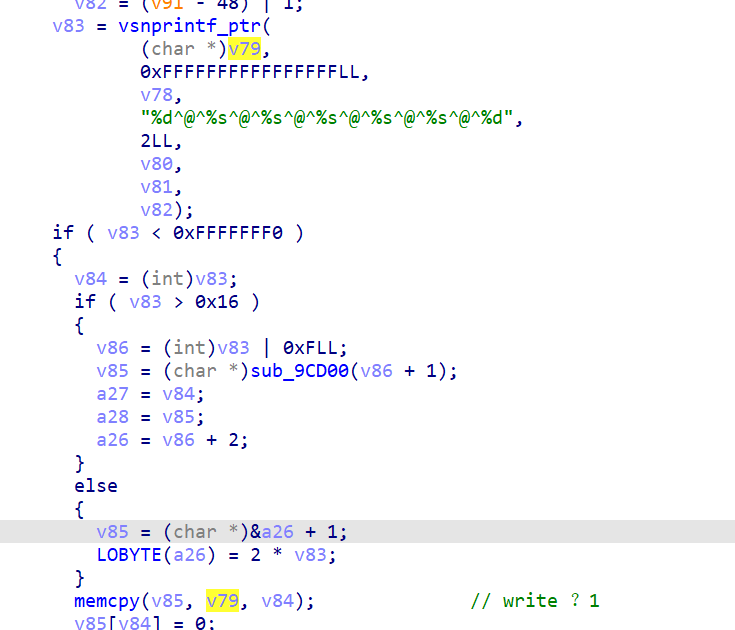 v82 = (v91 - 48) | 1;
v83 = vsnprintf_ptr(
(char *)v79,
0xFFFFFFFFFFFFFFFFLL,
v78,
"%d^@^%s^@^%s^@^%s^@^%s^@^%s^@^%d",
2LL,
v80,
v81,
v82);
if ( v83 < 0xFFFFFFF0 )
{
v84 = (int)v83;
if ( v83 > 0x16 )
{
v86 = (int)v83 | 0xFLL;
v85 = (char *)sub_9CD00(v86 + 1);
a27 = v84;
a28 = v85;
a26 = v86 + 2;
}
else
{
v85 = (char *)&a26 + 1;
LOBYTE(a26) = 2 * v83;
}
memcpy(v85, v79, v84); // write ？1
v85[v84] = 0;